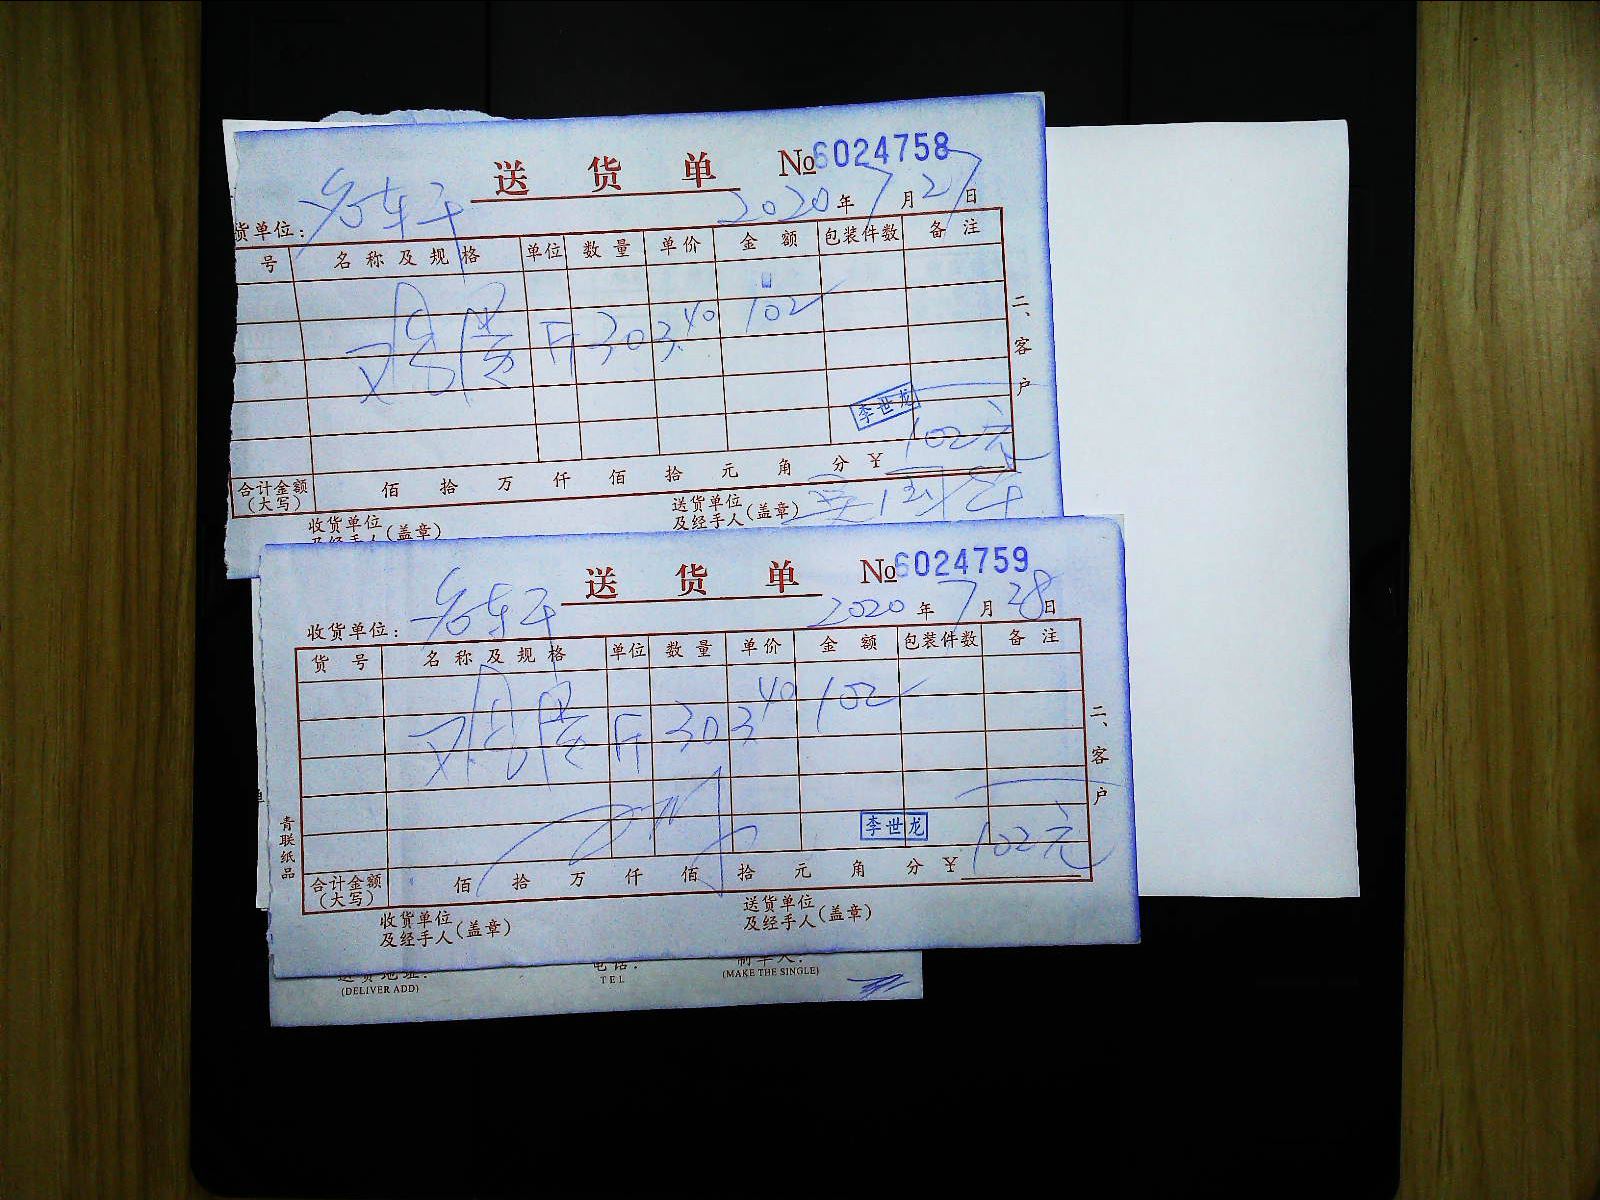 送 货 单 №6024758
2020年7月27日
货单位:
号 名称及规格 单位 数量 单价 金额 包装件数 备注
鸡蛋 斤 30 3.40 102
李世龙
102元
合计金额(大写) 佰 拾 万 仟 佰 拾 元 角 分 ¥
收货单位及经手人(盖章) 送货单位及经手人(盖章)
二、客户
送 货 单 №6024759
2020年7月28日
收货单位:
货号 名称及规格 单位 数量 单价 金额 包装件数 备注
鸡蛋 斤 30 3.40 102
李世龙
102元
合计金额(大写) 佰 拾 万 仟 佰 拾 元 角 分 ¥
收货单位及经手人(盖章) 送货单位及经手人(盖章)
二、客户
青联纸品
(DELIVER ADD) TEL (MAKE THE SINGLE)